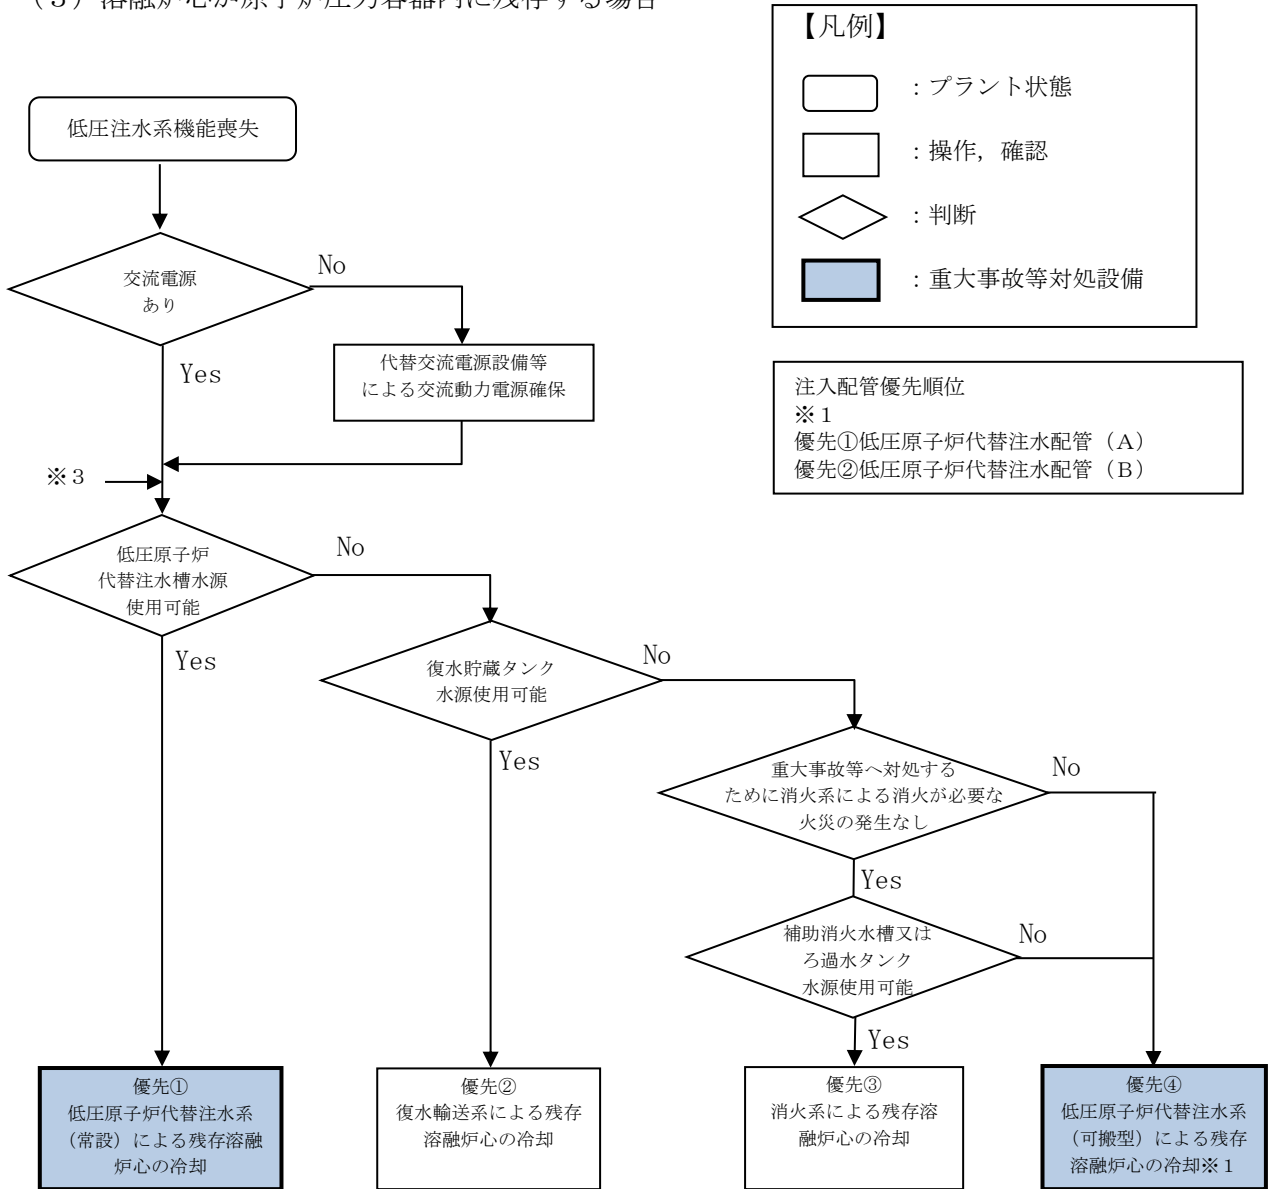 （３）溶融炉心が原子炉圧力容器内に残存する場合
【凡例】
：プラント状態
：操作，確認
：判断
：重大事故等対処設備
注入配管優先順位
※１
優先①低圧原子炉代替注水配管（Ａ）
優先②低圧原子炉代替注水配管（Ｂ）
低圧注水系機能喪失
交流電源
あり
No
Yes
代替交流電源設備等
による交流動力電源確保
※３
低圧原子炉
代替注水槽水源
使用可能
No
Yes
復水貯蔵タンク
水源使用可能
No
Yes
重大事故等へ対処する
ために消火系による消火が必要な
火災の発生なし
No
Yes
補助消火水槽又は
ろ過水タンク
水源使用可能
No
Yes
優先①
低圧原子炉代替注水系
（常設）による残存溶融
炉心の冷却
優先②
復水輸送系による残存
溶融炉心の冷却
優先③
消火系による残存溶
融炉心の冷却
優先④
低圧原子炉代替注水系
（可搬型）による残存
溶融炉心の冷却※１